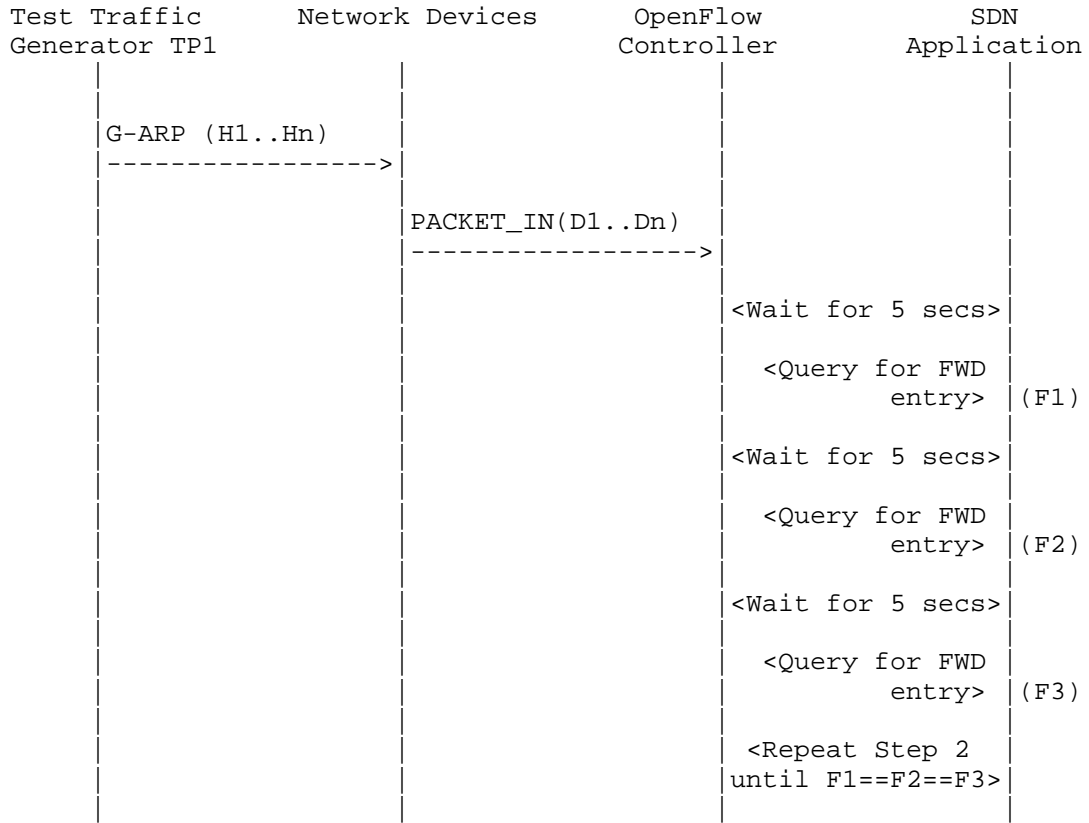 Test Traffic Network Devices OpenFlow SDN
Generator TP1 Controller Application
G-ARP (H1..Hn)
----------------->
PACKET_IN(D1..Dn)
------------------>
<Wait for 5 secs>
<Query for FWD
entry> (F1)
<Wait for 5 secs>
<Query for FWD
entry> (F2)
<Wait for 5 secs>
<Query for FWD
entry> (F3)
<Repeat Step 2
until F1==F2==F3>